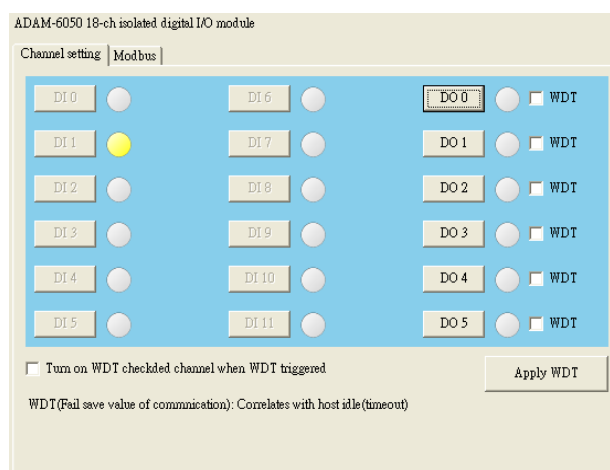 ADAM-6050 18-ch isolated digital I/O module
Channel setting Modbus
DI 0 DI 6 DO 0 WDT
DI 1 DI 7 DO 1 WDT
DI 2 DI 8 DO 2 WDT
DI 3 DI 9 DO 3 WDT
DI 4 DI 10 DO 4 WDT
DI 5 DI 11 DO 5 WDT
Turn on WDT checkded channel when WDT triggered
Apply WDT
WDT(Fail save value of commnication): Correlates with host idle(timeout)